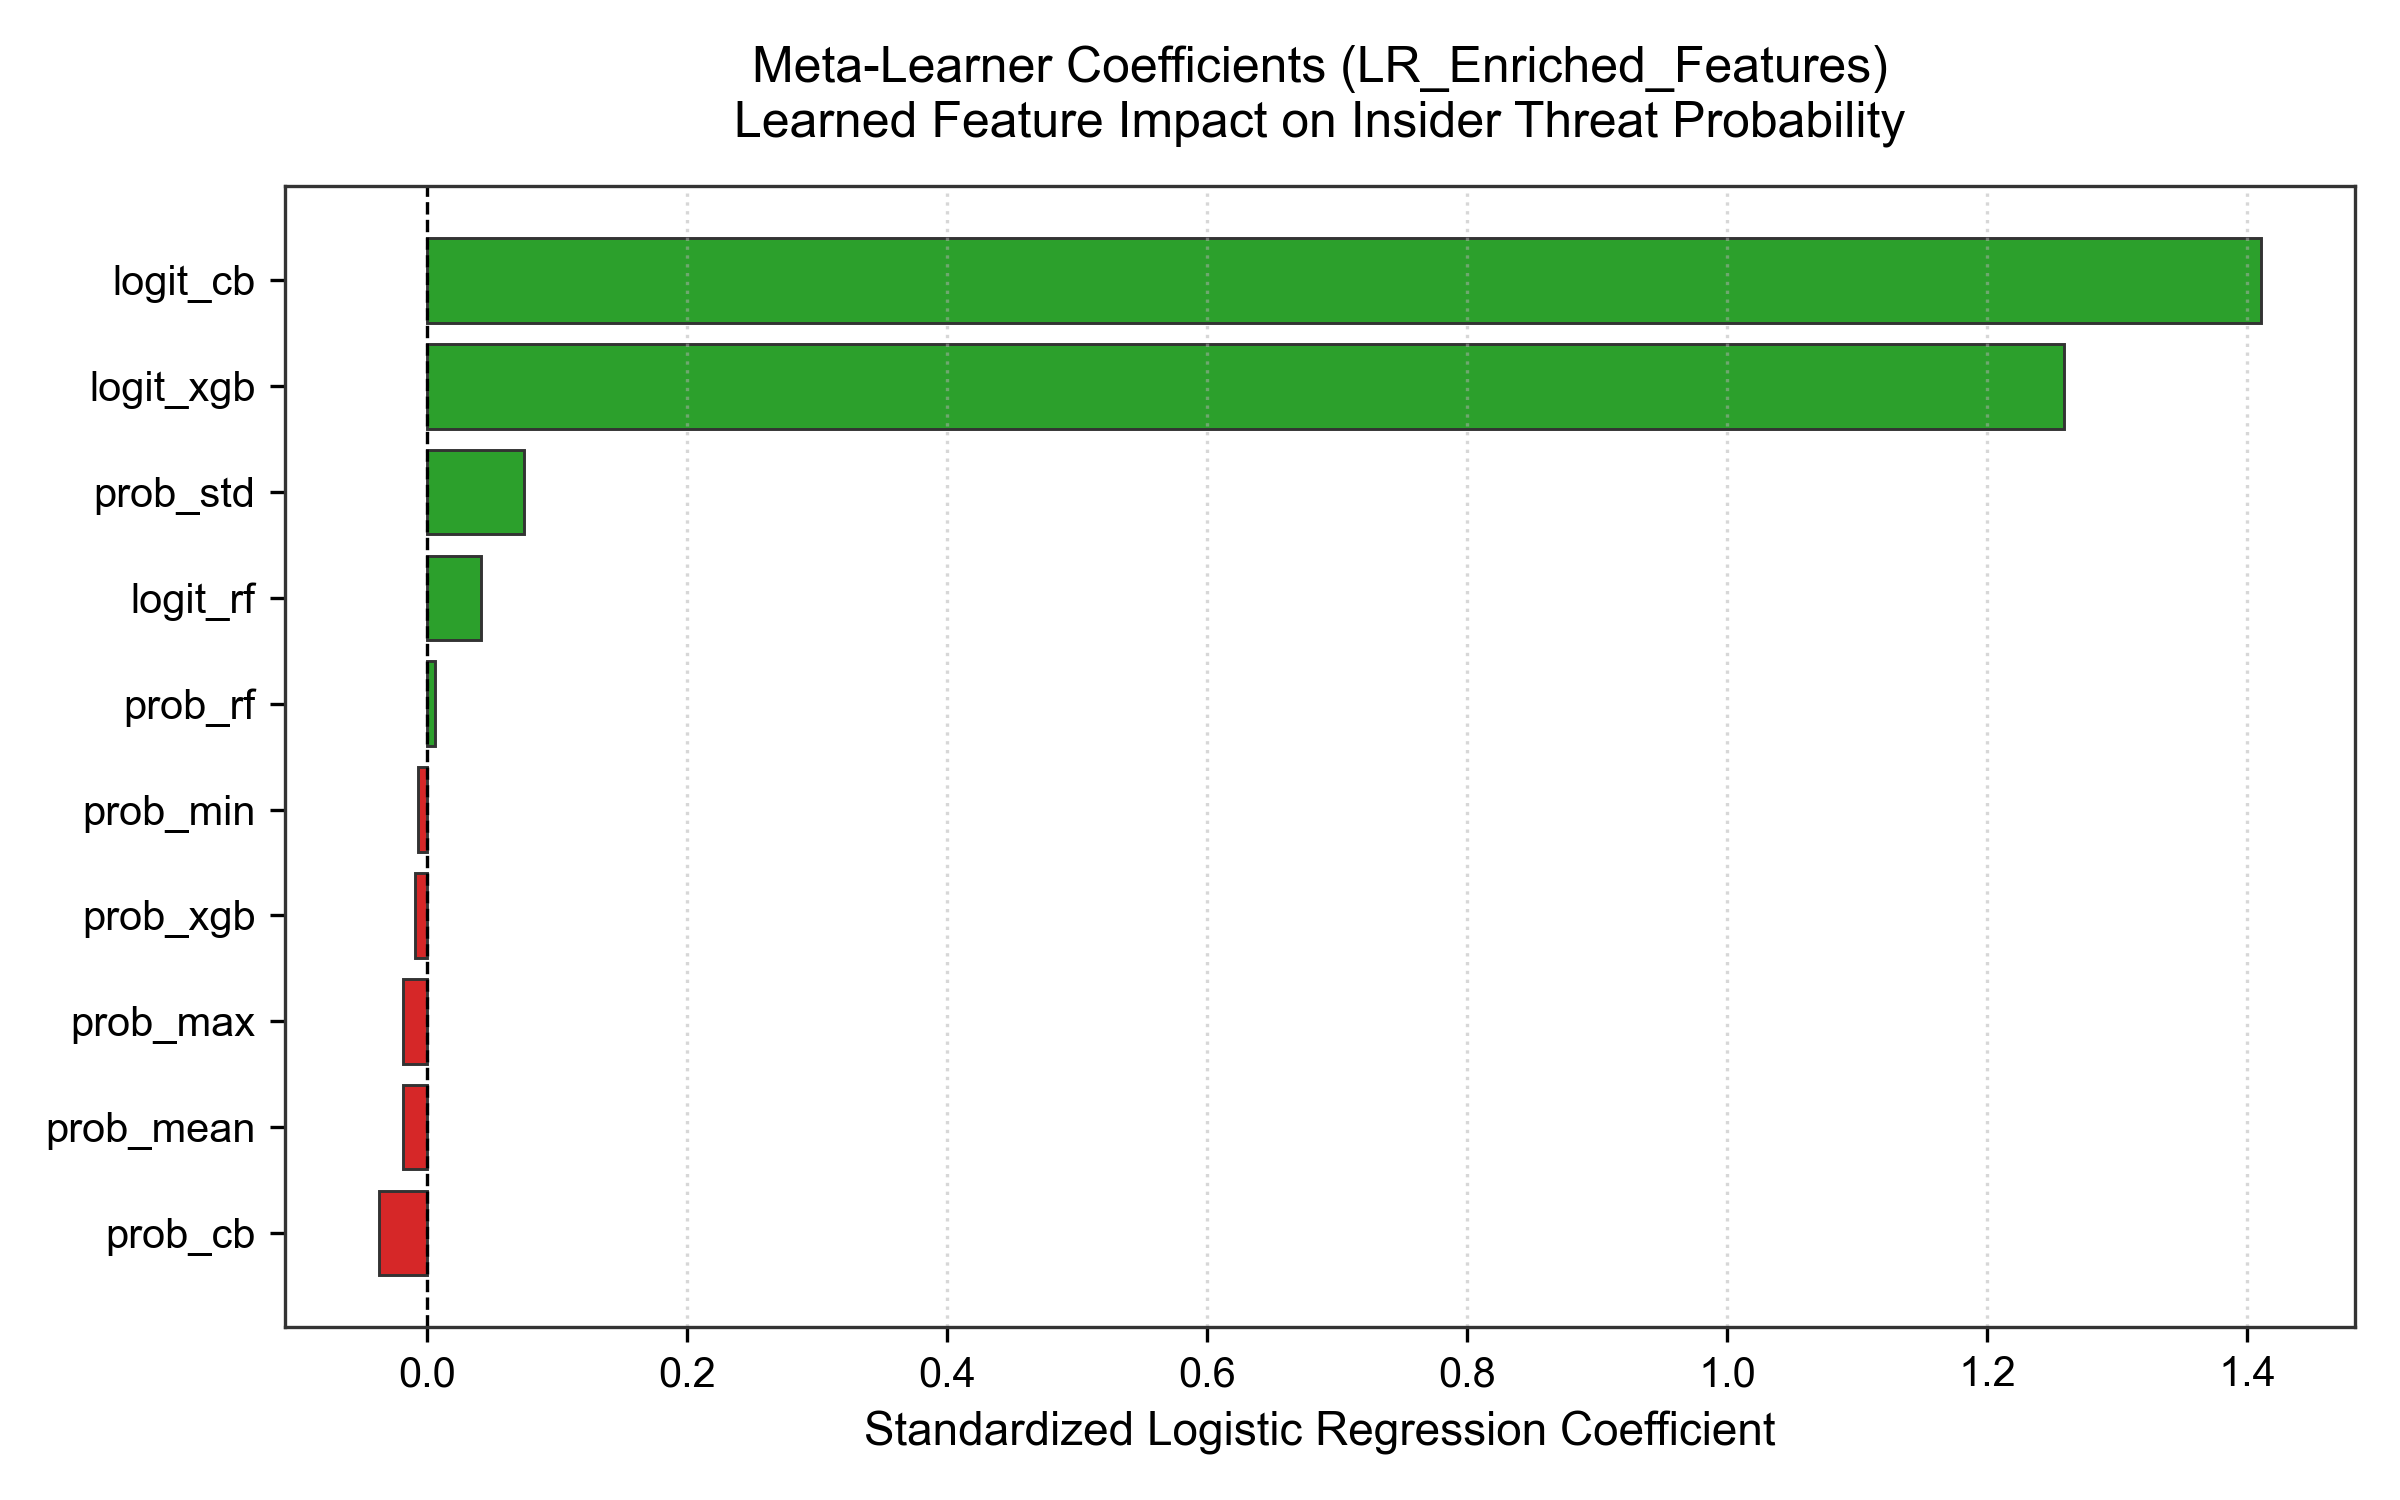 Meta-Learner Coefficients (LR_Enriched_Features)
Learned Feature Impact on Insider Threat Probability
logit_cb
logit_xgb
prob_std
logit_rf
prob_rf
prob_min
prob_xgb
prob_max
prob_mean
prob_cb
0.0 0.2 0.4 0.6 0.8 1.0 1.2 1.4
Standardized Logistic Regression Coefficient